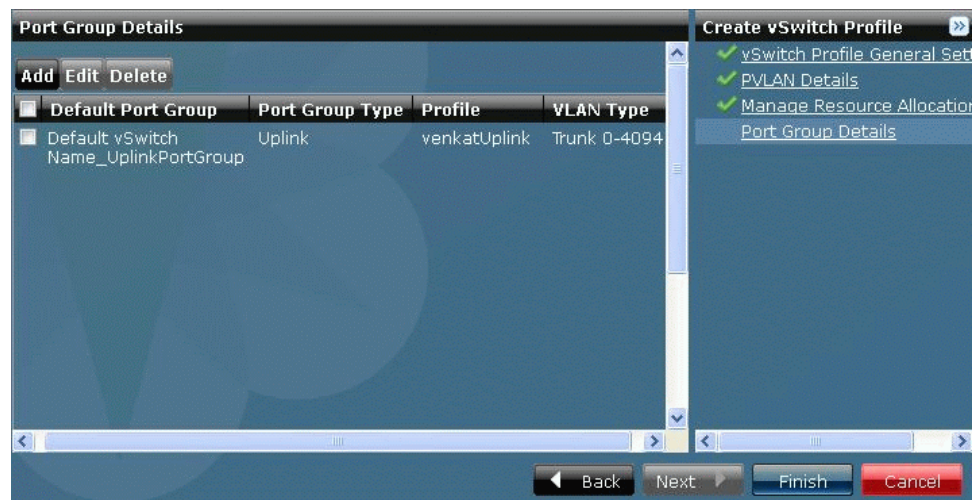 Port Group Details
Add Edit Delete
Default Port Group Port Group Type Profile VLAN Type
Default vSwitch Uplink venkatUplink Trunk 0-4094
Name_UplinkPortGroup
Create vSwitch Profile
vSwitch Profile General Sett
PVLAN Details
Manage Resource Allocation
Port Group Details
Back Next Finish Cancel